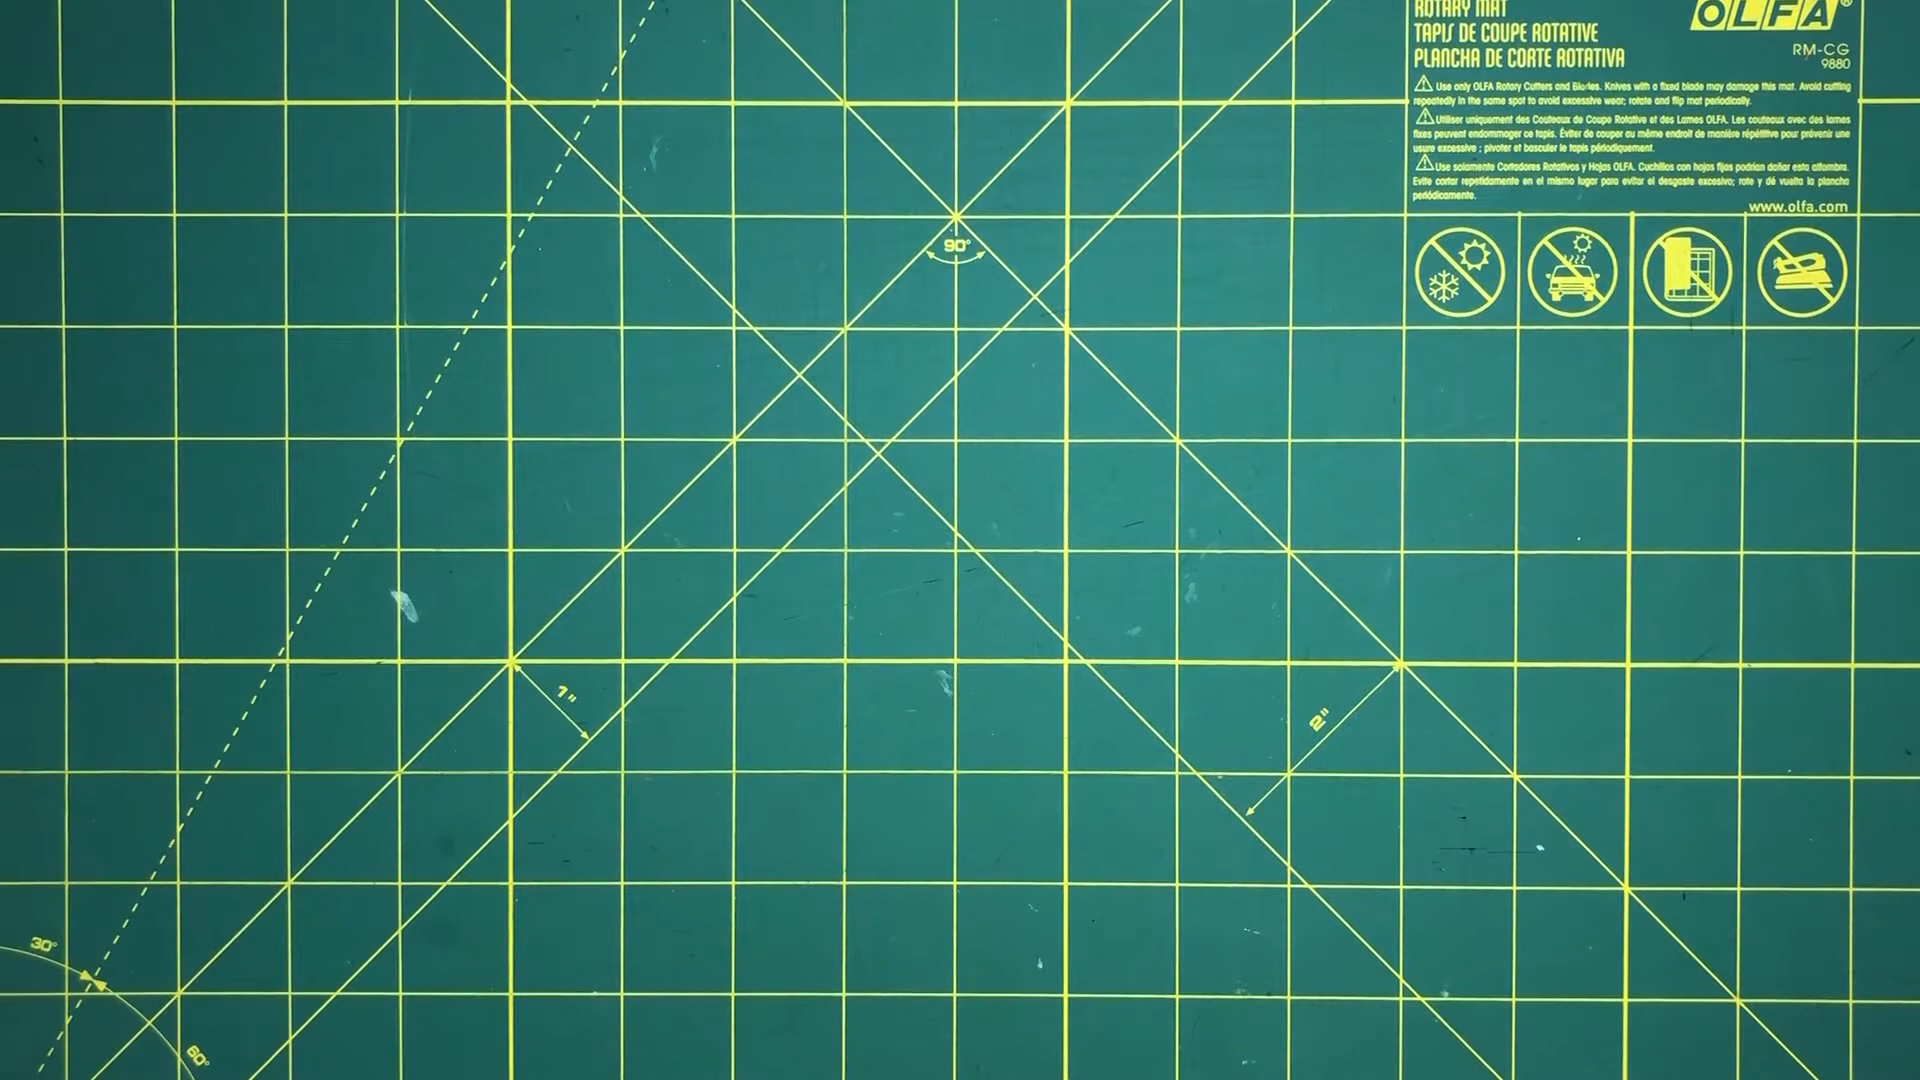 ROTARY MAT
TAPIS DE COUPE ROTATIVE
PLANCHA DE CORTE ROTATIVA
OLFA®
RM-CG
9880
Use only OLFA Rotary Cutters and Blades. Knives with a fixed blade may damage this mat. Avoid cutting
repeatedly in the same spot to avoid excessive wear; rotate and flip mat periodically.
Utiliser uniquement des Couteaux de Coupe Rotative et des Lames OLFA. Les couteaux avec des lames
fixes peuvent endommager ce tapis. Éviter de couper au même endroit de manière répétitive pour prévenir une
usure excessive ; pivoter et basculer le tapis périodiquement.
Use solamente Cortadores Rotativos y Hojas OLFA. Cuchillos con hojas fijas podrían dañar esta alfombra.
Evite cortar repetidamente en el mismo lugar para evitar el desgaste excesivo; rote y dé vuelta la plancha
periódicamente.
www.olfa.com
90°
1"
2"
30°
60°